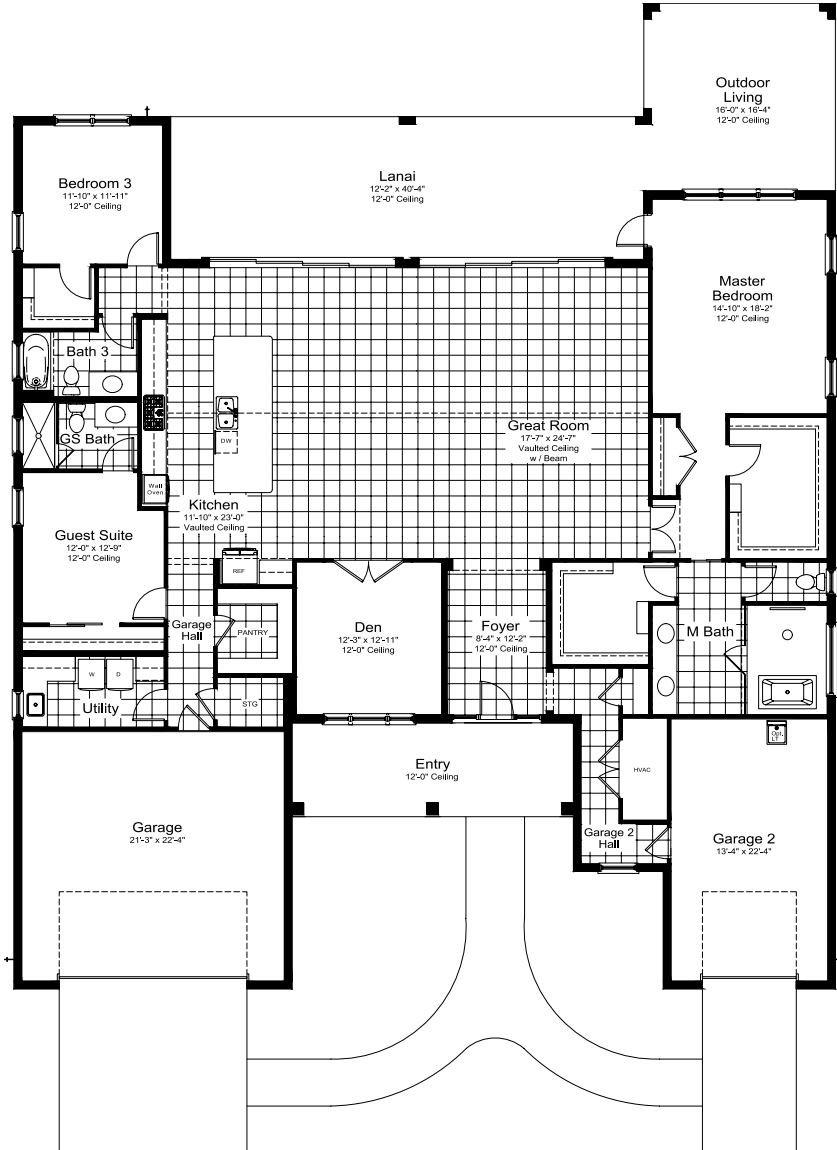 Outdoor
Living
16'-0" x 16'-4"
12'-0" Ceiling
Lanai
12'-2" x 40'-4"
12'-0" Ceiling
Bedroom 3
11'-10" x 11'-11"
12'-0" Ceiling
Master
Bedroom
14'-10" x 18'-2"
12'-0" Ceiling
Bath 3
GS Bath
DW
Great Room
17'-7" x 24'-7"
Vaulted Ceiling
w / Beam
Wall
Oven
Kitchen
11'-10" x 23'-0"
Vaulted Ceiling
Guest Suite
12'-0" x 12'-9"
12'-0" Ceiling
REF
Garage
Hall
PANTRY
Den
12'-3" x 12'-11"
12'-0" Ceiling
Foyer
8'-4" x 12'-2"
12'-0" Ceiling
M Bath
W
D
Utility
STG
Entry
12'-0" Ceiling
HVAC
Opt.
LT
Garage
21'-3" x 22'-4"
Garage 2
Hall
Garage 2
13'-4" x 22'-4"